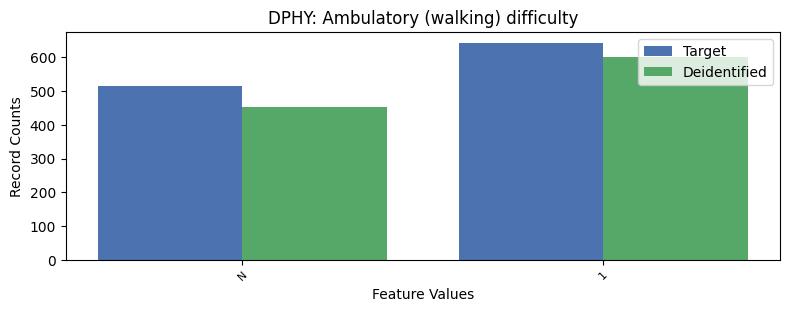 DPHY: Ambulatory (walking) difficulty
Target
Deidentified
Record Counts
600
500
400
300
200
100
0
N
1
Feature Values